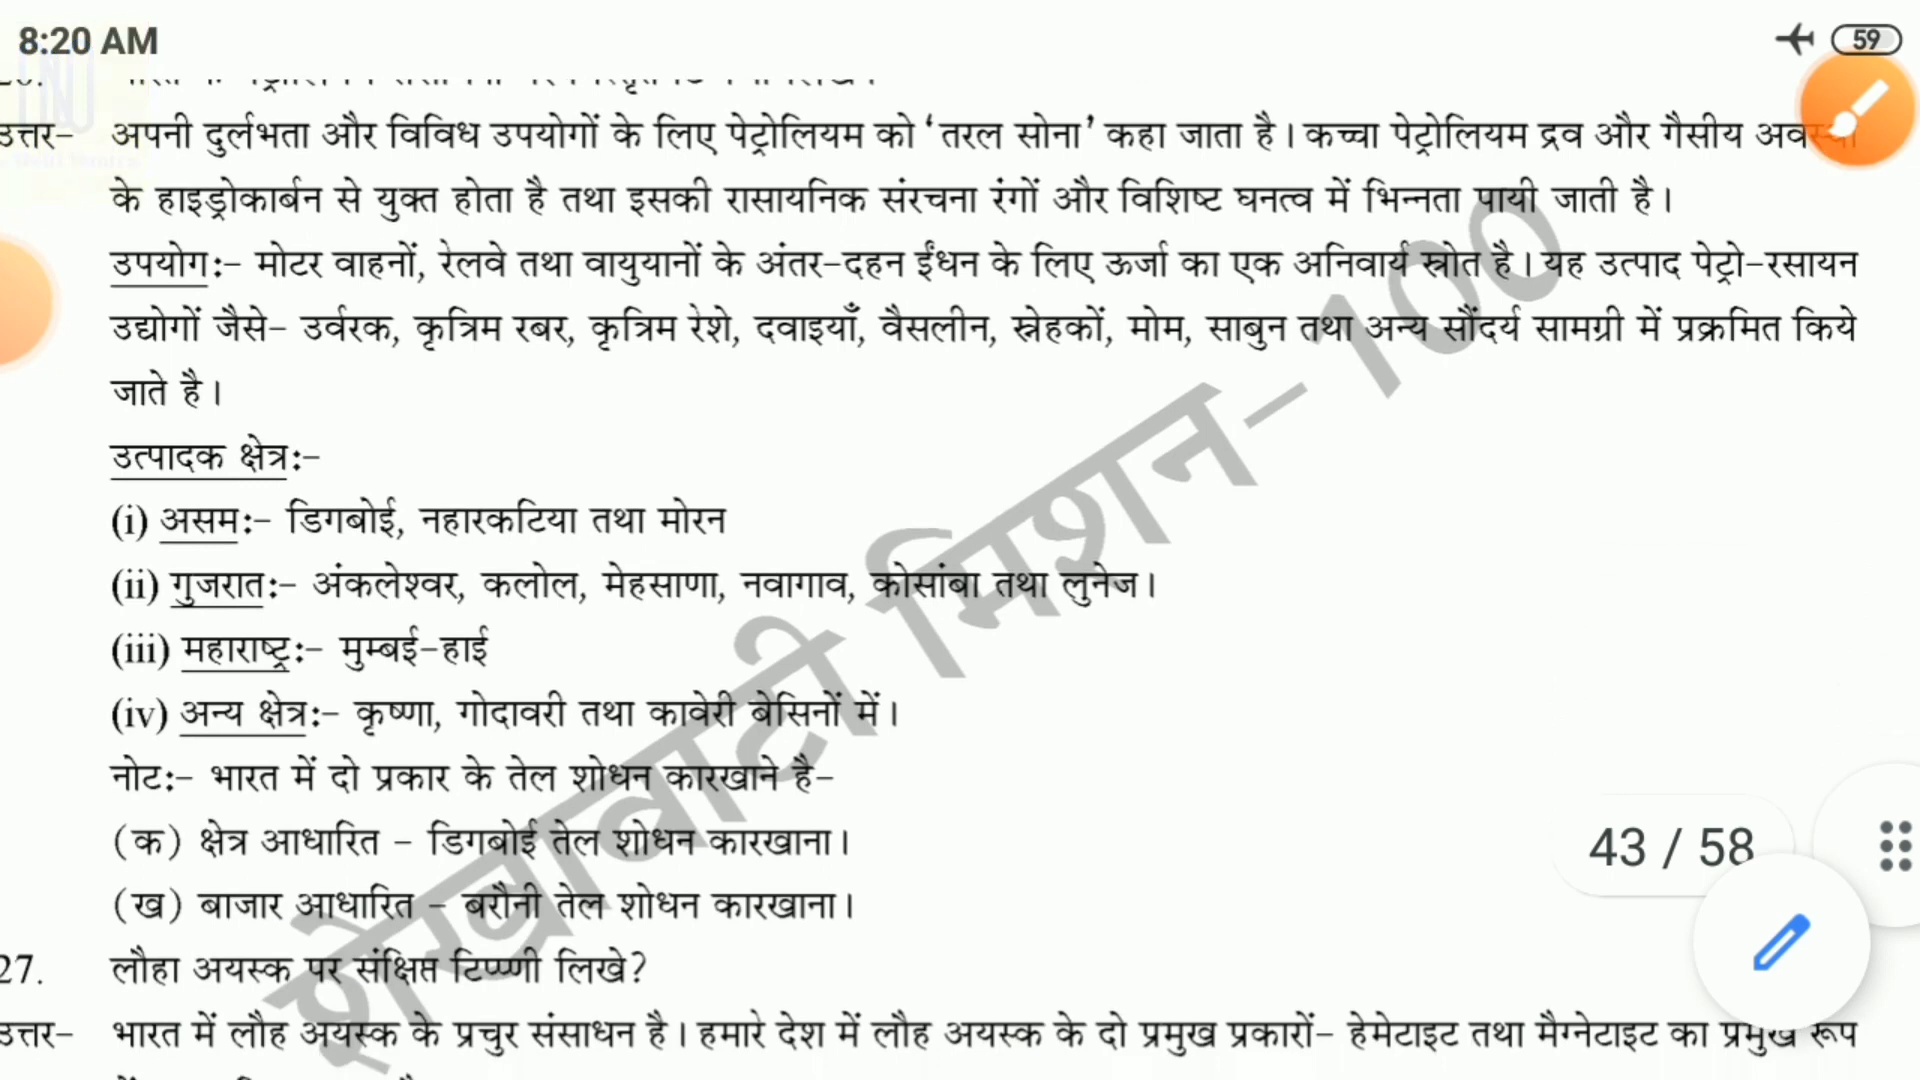 8:20 AM
59
उत्तर- अपनी दुर्लभता और विविध उपयोगों के लिए पेट्रोलियम को ‘तरल सोना’ कहा जाता है। कच्चा पेट्रोलियम द्रव और गैसीय
के हाइड्रोकार्बन से युक्त होता है तथा इसकी रासायनिक संरचना रंगों और विशिष्ट घनत्व में भिन्नता पायी जाती है।
उपयोग:- मोटर वाहनों, रेलवे तथा वायुयानों के अंतर-दहन ईंधन के लिए ऊर्जा का एक अनिवार्य स्रोत है। यह उत्पाद पेट्रो-रसायन
उद्योगों जैसे- उर्वरक, कृत्रिम रबर, कृत्रिम रेशे, दवाइयाँ, वैसलीन, स्नेहकों, मोम, साबुन तथा अन्य सौंदर्य सामग्री में प्रक्रमित किये
जाते है।
उत्पादक क्षेत्र:-
(i) असम:- डिगबोई, नहारकटिया तथा मोरन
(ii) गुजरात:- अंकलेश्वर, कलोल, मेहसाणा, नवागाव, कोसांबा तथा लुनेज।
(iii) महाराष्ट्र:- मुम्बई-हाई
(iv) अन्य क्षेत्र:- कृष्णा, गोदावरी तथा कावेरी बेसिनों में।
नोट:- भारत में दो प्रकार के तेल शोधन कारखाने है-
(क) क्षेत्र आधारित - डिगबोई तेल शोधन कारखाना।
(ख) बाजार आधारित - बरौनी तेल शोधन कारखाना।
27. लौहा अयस्क पर संक्षिप्त टिप्प्णी लिखे?
उत्तर- भारत में लौह अयस्क के प्रचुर संसाधन है। हमारे देश में लौह अयस्क के दो प्रमुख प्रकारों- हेमेटाइट तथा मैग्नेटाइट का प्रमुख रूप
शेखाबाटी मिशन-100
43 / 58